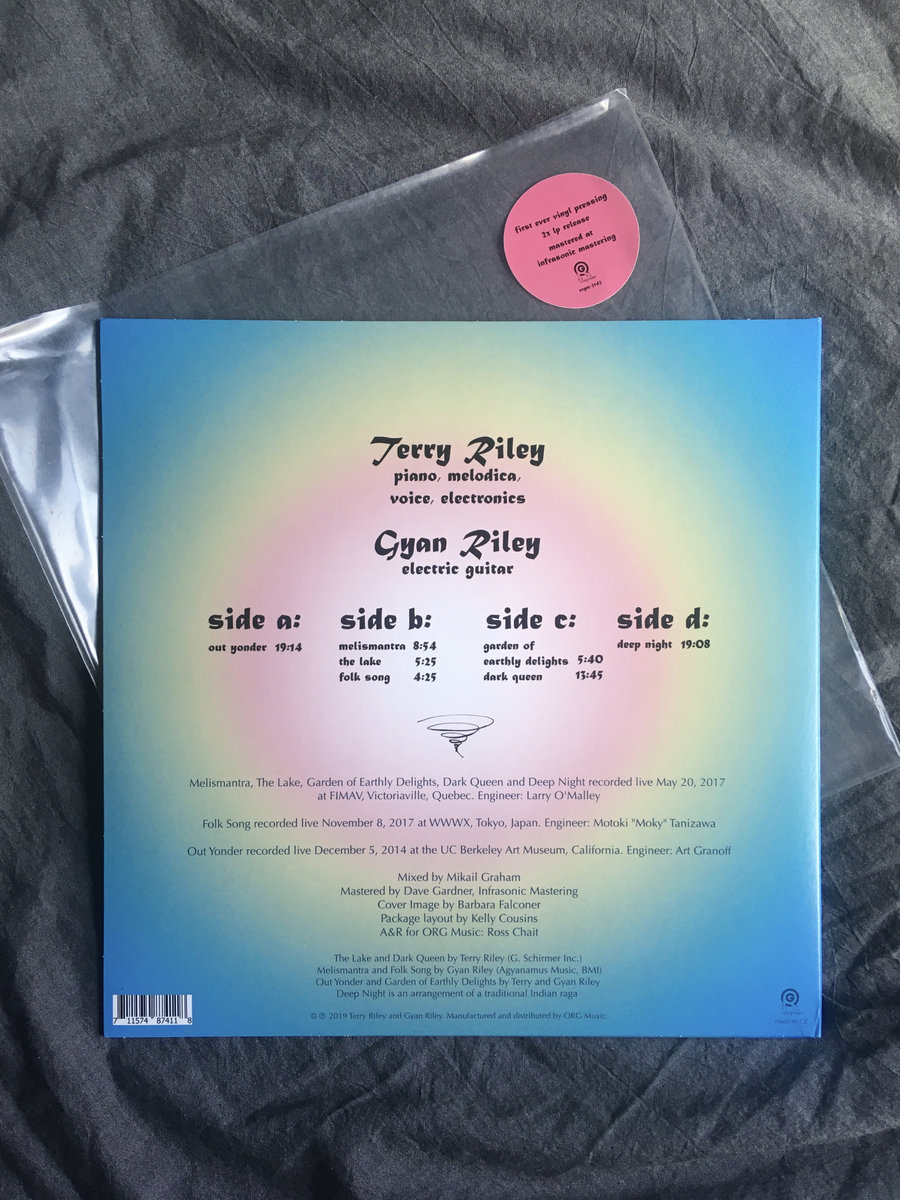 first ever vinyl pressing
2x lp release
mastered at
infrasonic mastering
Terry Riley
piano, melodica,
voice, electronics
Gyan Riley
electric guitar
side a:
out yonder 19:14
side b:
melismantra 8:54
the lake 5:25
folk song 4:25
side c:
garden of
earthly delights 5:40
dark queen 13:45
side d:
deep night 19:08
Melismantra, The Lake, Garden of Earthly Delights, Dark Queen and Deep Night recorded live May 20, 2017
at FIMAV, Victoriaville, Quebec. Engineer: Larry O'Malley
Folk Song recorded live November 8, 2017 at WWWX, Tokyo, Japan. Engineer: Motoki "Moky" Tanizawa
Out Yonder recorded live December 5, 2014 at the UC Berkeley Art Museum, California. Engineer: Art Granoff
Mixed by Mikail Graham
Mastered by Dave Gardner, Infrasonic Mastering
Cover Image by Barbara Falconer
Package layout by Kelly Cousins
A&R for ORG Music: Ross Chait
The Lake and Dark Queen by Terry Riley (G. Schirmer Inc.)
Melismantra and Folk Song by Gyan Riley (Agyanamus Music, BMI)
Out Yonder and Garden of Earthly Delights by Terry and Gyan Riley
Deep Night is an arrangement of a traditional Indian raga
© ℗ 2019 Terry Riley and Gyan Riley. Manufactured and distributed by ORG Music.
7 11574 87411 8
made in